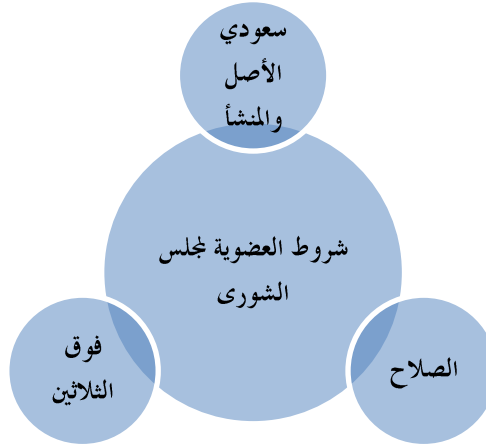 سعودي
الأصل
والمنشأ
شروط العضوية لمجلس
الشورى
الصلاح
فوق
الثلاثين